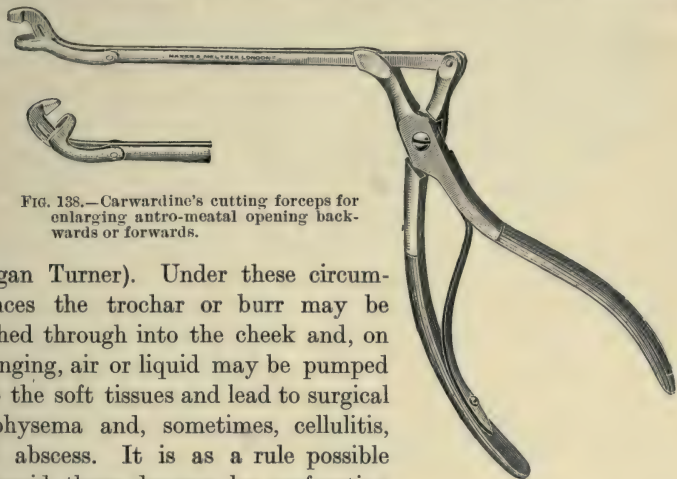 MAYER & MELTZER LONDON
FIG. 138.—Carwardine's cutting forceps for
enlarging antro-meatal opening back-
wards or forwards.
gan Turner). Under these circum-
nces the trochar or burr may be
hed through into the cheek and, on
nging, air or liquid may be pumped
the soft tissues and lead to surgical
physema and, sometimes, cellulitis,
abscess. It is as a rule possible